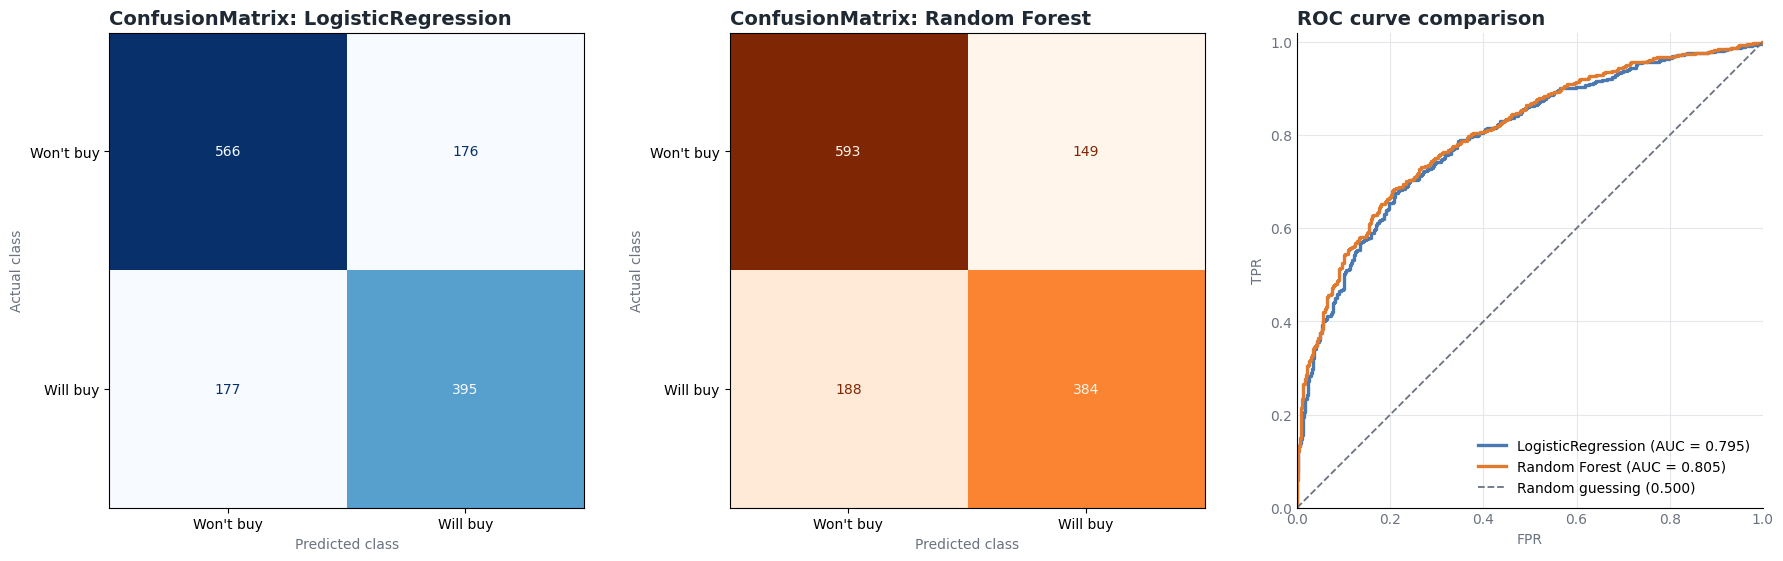 ConfusionMatrix: LogisticRegression
Actual class
Won't buy
566
176
Will buy
177
395
Won't buy
Will buy
Predicted class
ConfusionMatrix: Random Forest
Actual class
Won't buy
593
149
Will buy
188
384
Won't buy
Will buy
Predicted class
ROC curve comparison
TPR
1.0
0.8
0.6
0.4
0.2
0.0
LogisticRegression (AUC = 0.795)
Random Forest (AUC = 0.805)
Random guessing (0.500)
0.0
0.2
0.4
0.6
0.8
1.0
FPR